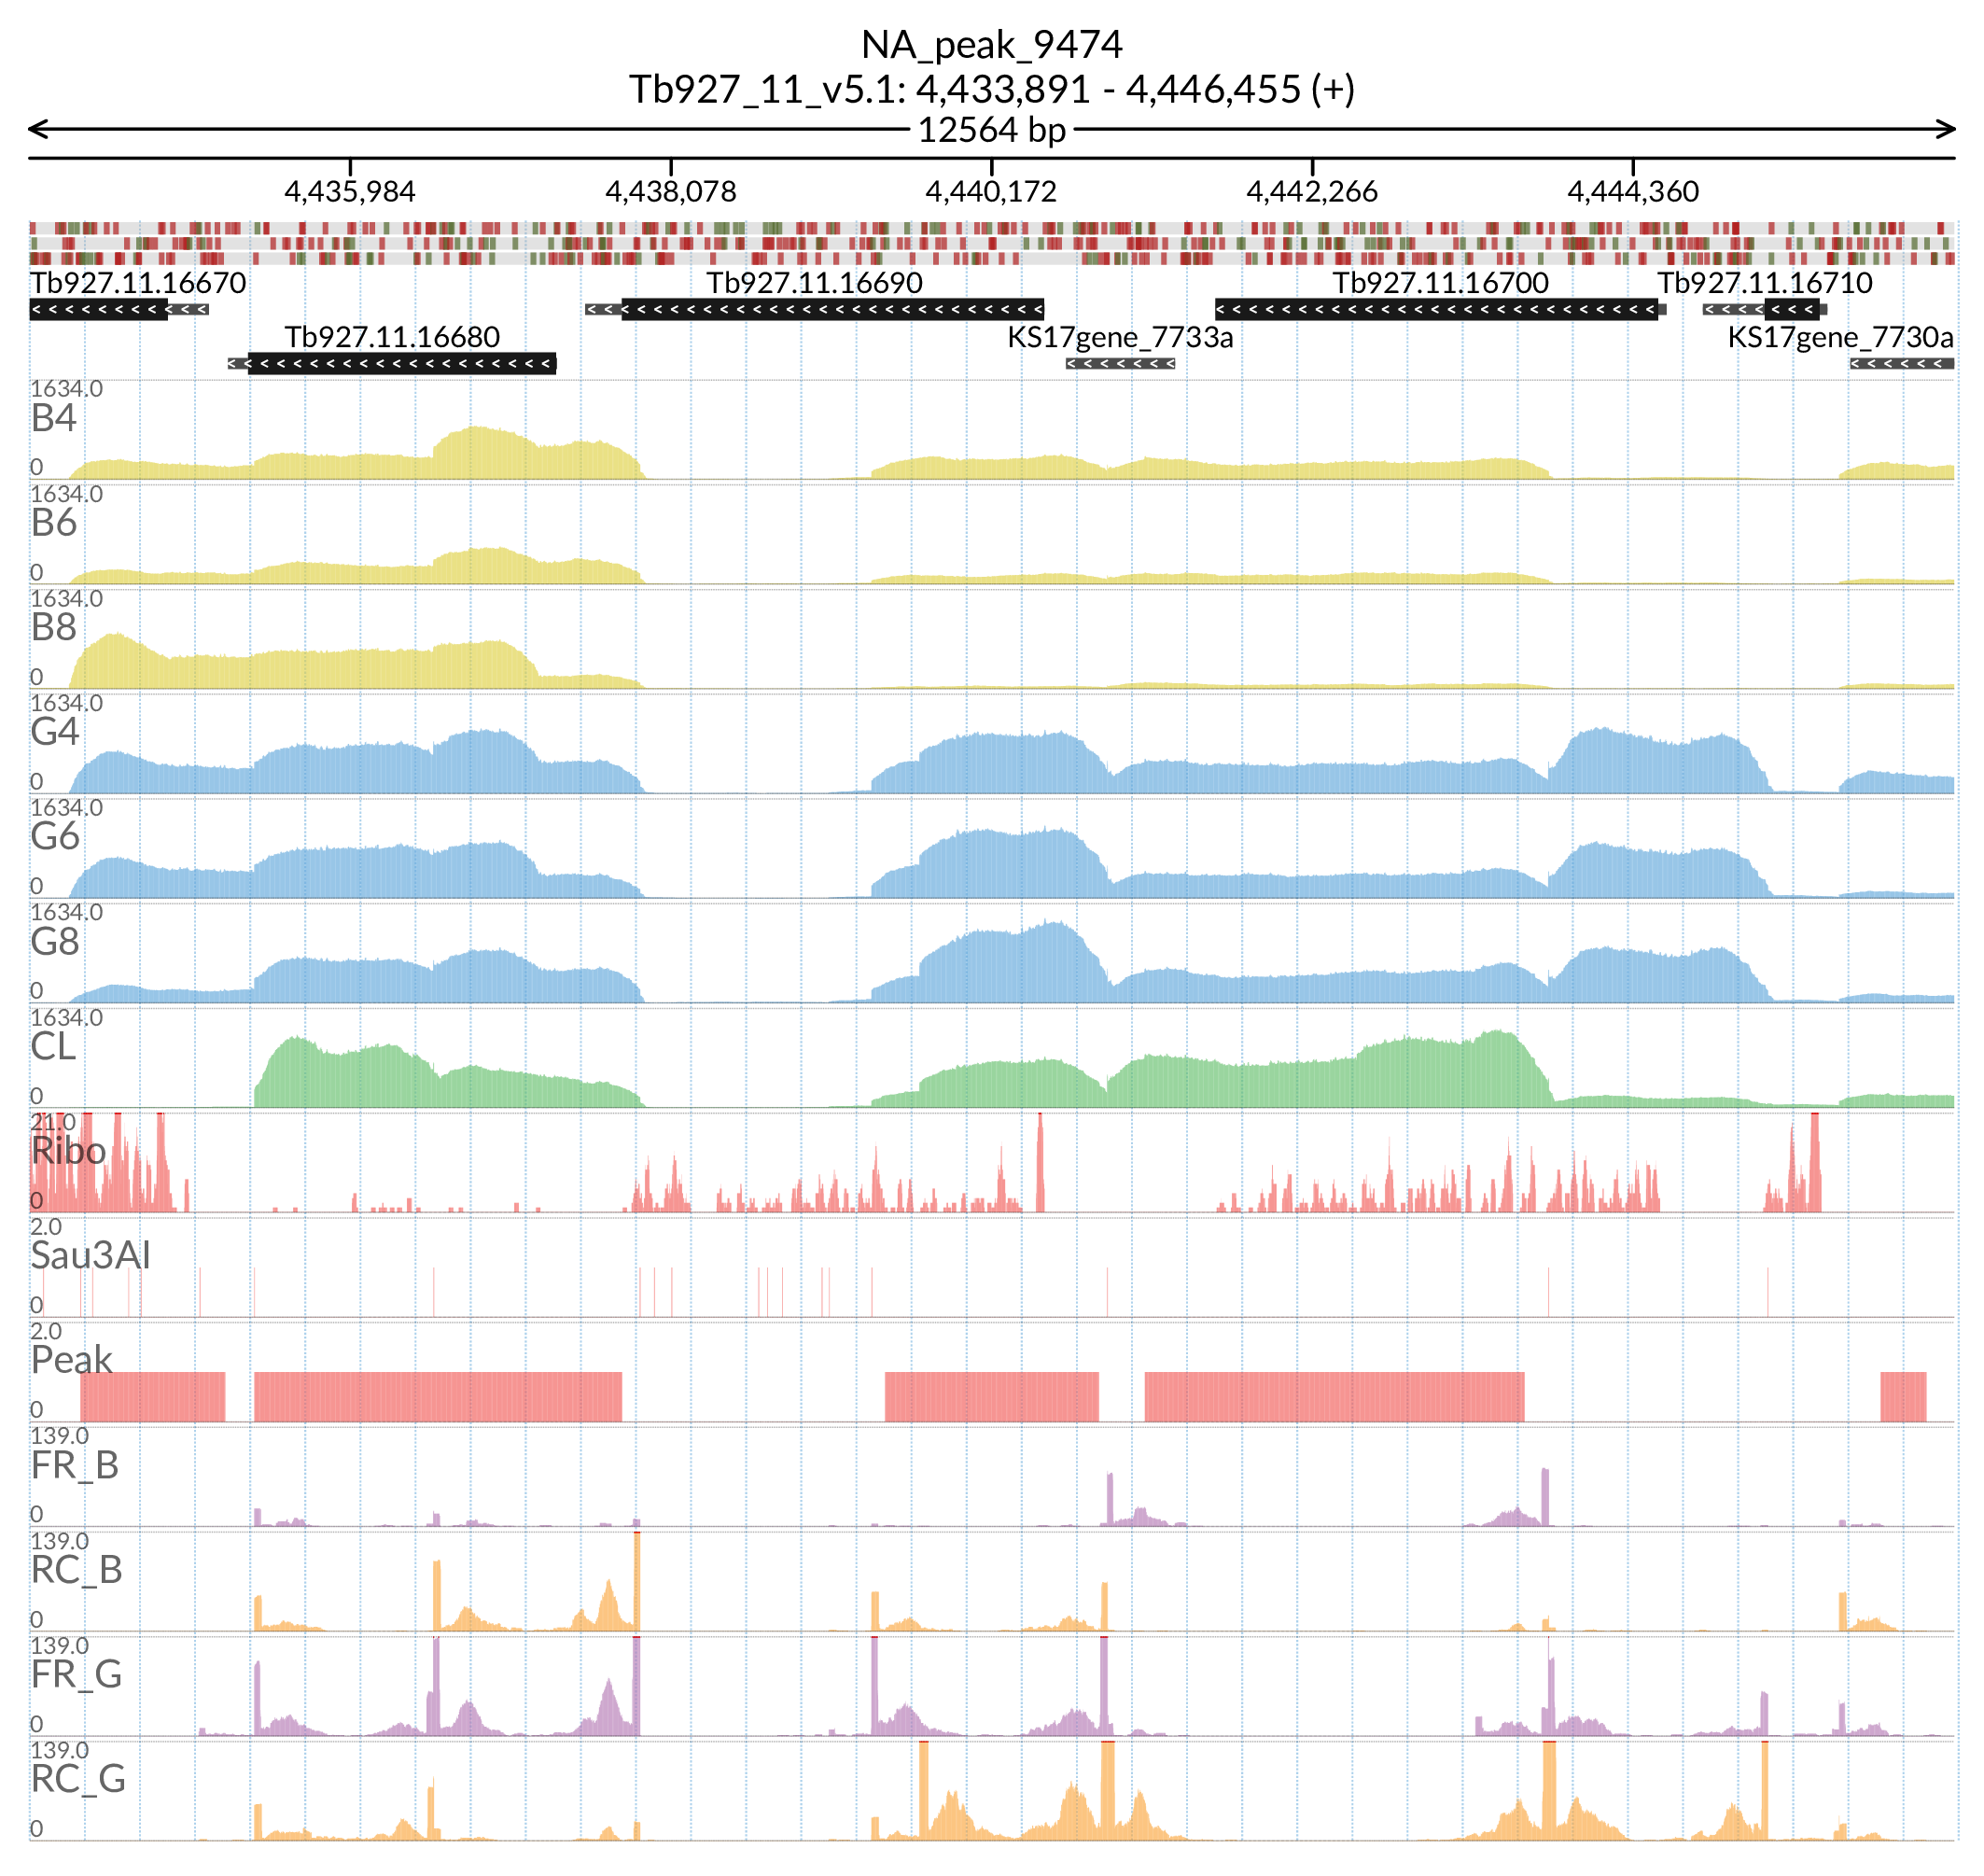 NA_peak_9474
Tb927_11_v5.1: 4,433,891 - 4,446,455 (+)
12564 bp
4,435,984 4,438,078 4,440,172 4,442,266 4,444,360
Tb927.11.16670 Tb927.11.16690 Tb927.11.16700 Tb927.11.16710
Tb927.11.16680 KS17gene_7733a KS17gene_7730a
1634.0
B4
0
1634.0
B6
0
1634.0
B8
0
1634.0
G4
0
1634.0
G6
0
1634.0
G8
0
1634.0
CL
0
21.0
Ribo
0
2.0
Sau3AI
0
2.0
Peak
0
139.0
FR_B
0
139.0
RC_B
0
139.0
FR_G
0
139.0
RC_G
0